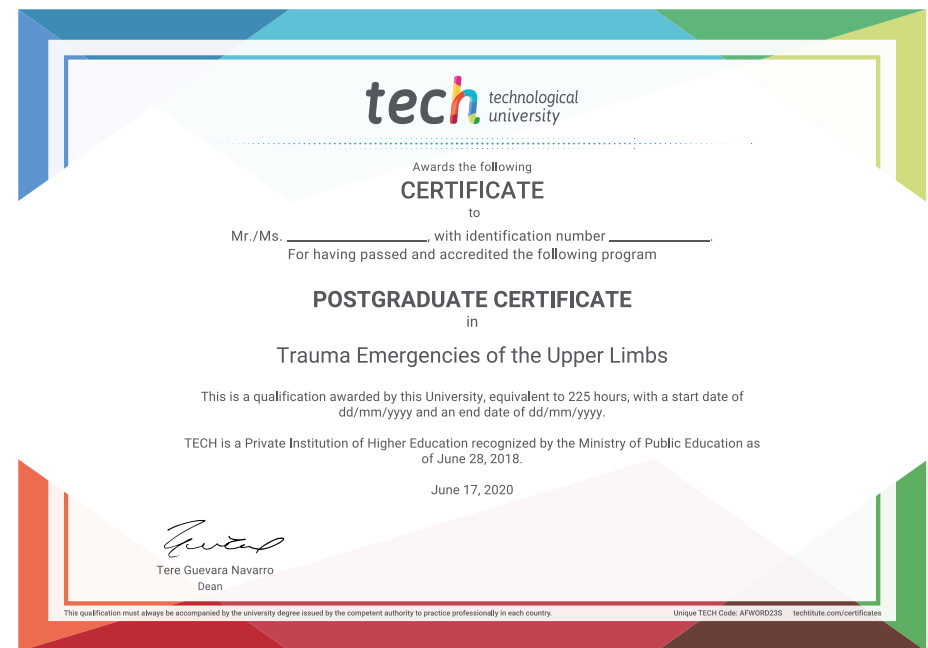 tech technological
university
Awards the following
CERTIFICATE
to
Mr./Ms. ____________, with identification number ____________.
For having passed and accredited the following program
POSTGRADUATE CERTIFICATE
in
Trauma Emergencies of the Upper Limbs
This is a qualification awarded by this University, equivalent to 225 hours, with a start date of
dd/mm/yyyy and an end date of dd/mm/yyyy.
TECH is a Private Institution of Higher Education recognized by the Ministry of Public Education as
of June 28, 2018.
June 17, 2020
Tere Guevara Navarro
Dean
This qualification must always be accompanied by the university degree issued by the competent authority to practice professionally in each country. Unique TECH Code: AFWORD23S techtitute.com/certificates